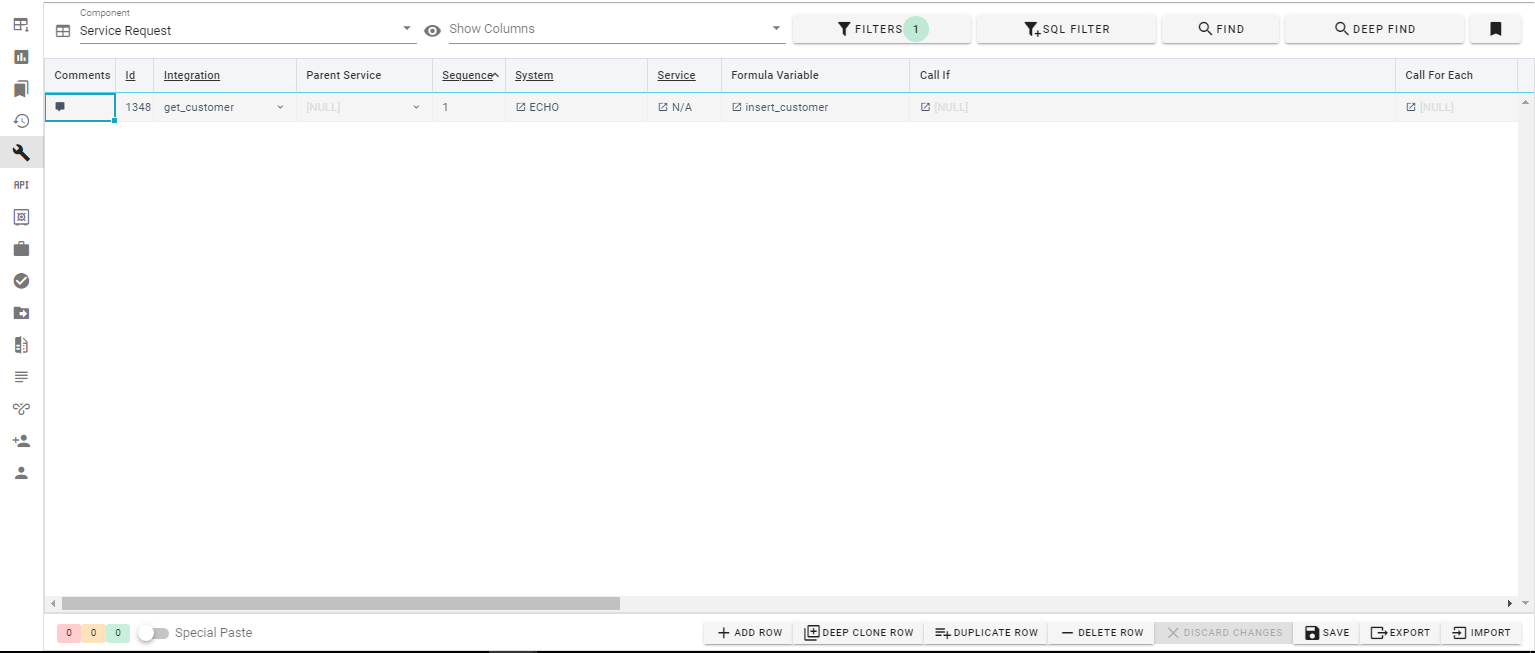 Component
Service Request
Show Columns
FILTERS 1
SQL FILTER
FIND
DEEP FIND
Comments Id Integration Parent Service Sequence System Service Formula Variable Call If Call For Each
1348 get_customer [NULL] 1 ECHO N/A insert_customer [NULL] [NULL]
API
0 0 0 Special Paste ADD ROW DEEP CLONE ROW DUPLICATE ROW DELETE ROW DISCARD CHANGES SAVE EXPORT IMPORT